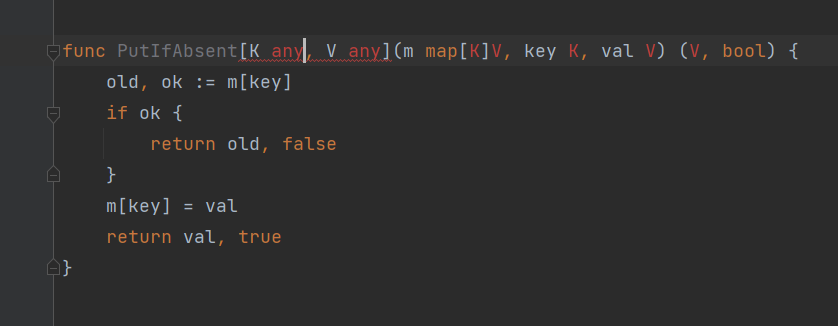 func PutIfAbsent[K any, V any](m map[K]V, key K, val V) (V, bool) {
    old, ok := m[key]
    if ok {
        return old, false
    }
    m[key] = val
    return val, true
}